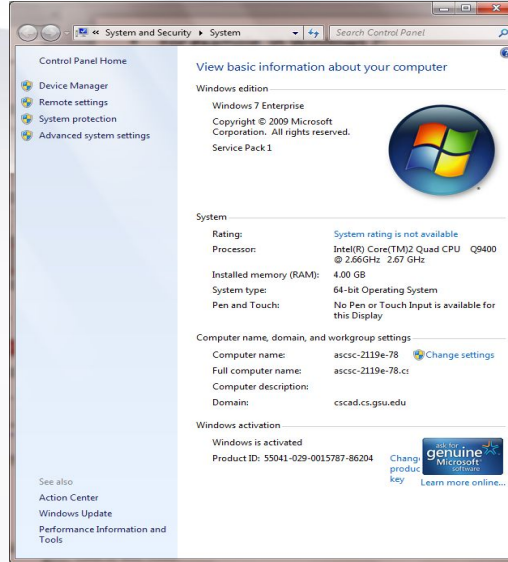 « System and Security ▸ System
Search Control Panel
Control Panel Home
Device Manager
Remote settings
System protection
Advanced system settings
See also
Action Center
Windows Update
Performance Information and
Tools
View basic information about your computer
Windows edition
Windows 7 Enterprise
Copyright © 2009 Microsoft
Corporation. All rights reserved.
Service Pack 1
System
Rating: System rating is not available
Processor: Intel(R) Core(TM)2 Quad CPU Q9400
@ 2.66GHz 2.67 GHz
Installed memory (RAM): 4.00 GB
System type: 64-bit Operating System
Pen and Touch: No Pen or Touch Input is available for
this Display
Computer name, domain, and workgroup settings
Computer name: ascsc-2119e-78 Change settings
Full computer name: ascsc-2119e-78.cs
Computer description:
Domain: cscad.cs.gsu.edu
Windows activation
Windows is activated
Product ID: 55041-029-0015787-86204 Change
produc
key
ask for
genuine
Microsoft
software
Learn more online...